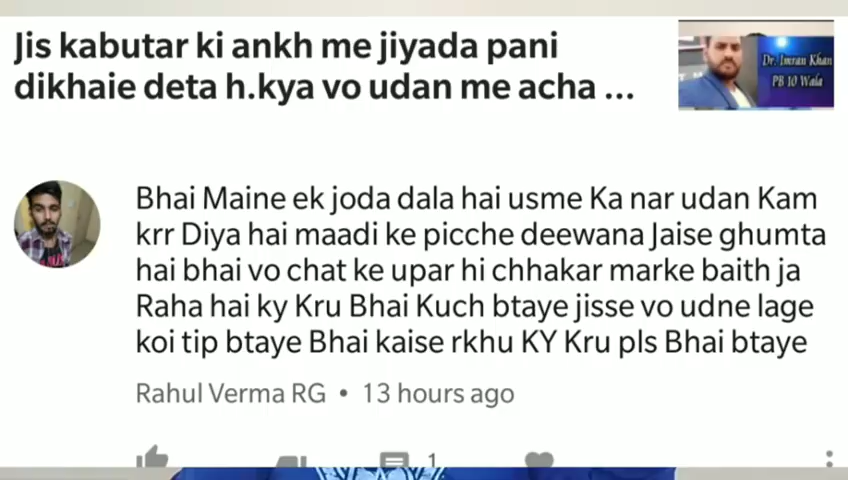 Jis kabutar ki ankh me jiyada pani
dikhaie deta h.kya vo udan me acha ...
Dr. Imran Khan
PB 10 Wala
Bhai Maine ek joda dala hai usme Ka nar udan Kam
krr Diya hai maadi ke picche deewana Jaise ghumta
hai bhai vo chat ke upar hi chhakar marke baith ja
Raha hai ky Kru Bhai Kuch btaye jisse vo udne lage
koi tip btaye Bhai kaise rkhu KY Kru pls Bhai btaye
Rahul Verma RG • 13 hours ago
1